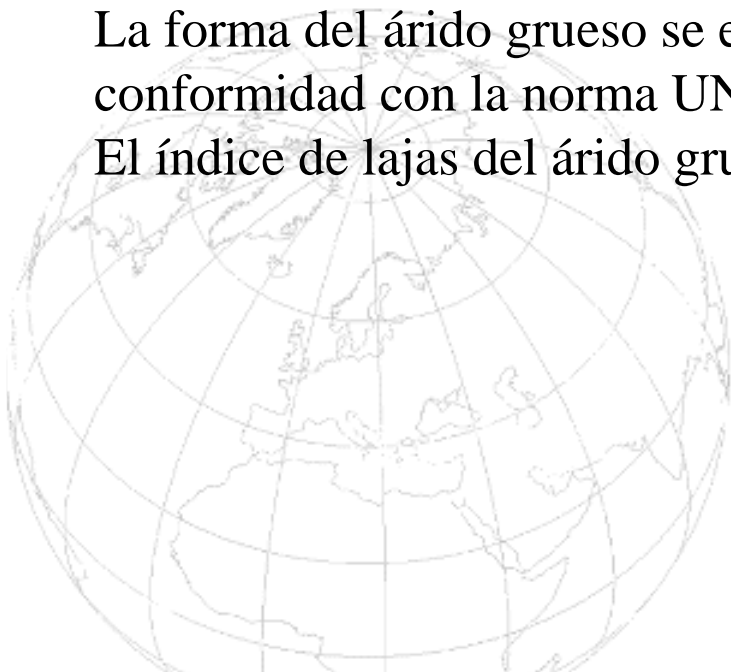 La forma del árido grueso se e
conformidad con la norma UN
El índice de lajas del árido gru